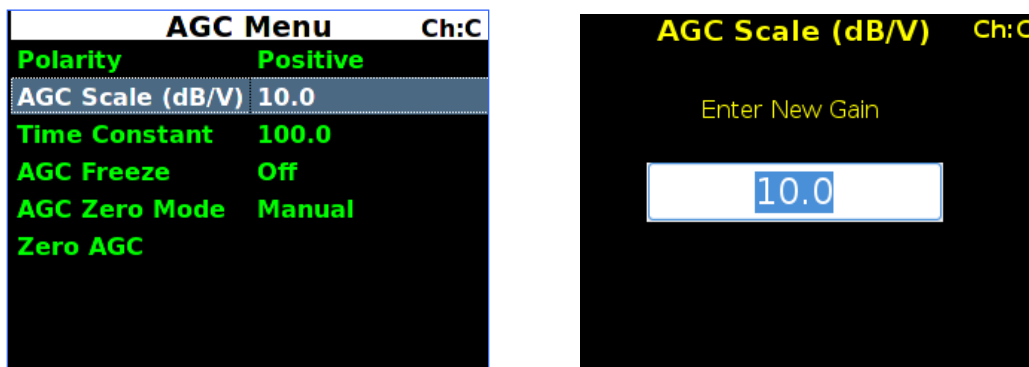 AGC Menu Ch:C
Polarity Positive
AGC Scale (dB/V) 10.0
Time Constant 100.0
AGC Freeze Off
AGC Zero Mode Manual
Zero AGC
AGC Scale (dB/V) Ch:C
Enter New Gain
10.0